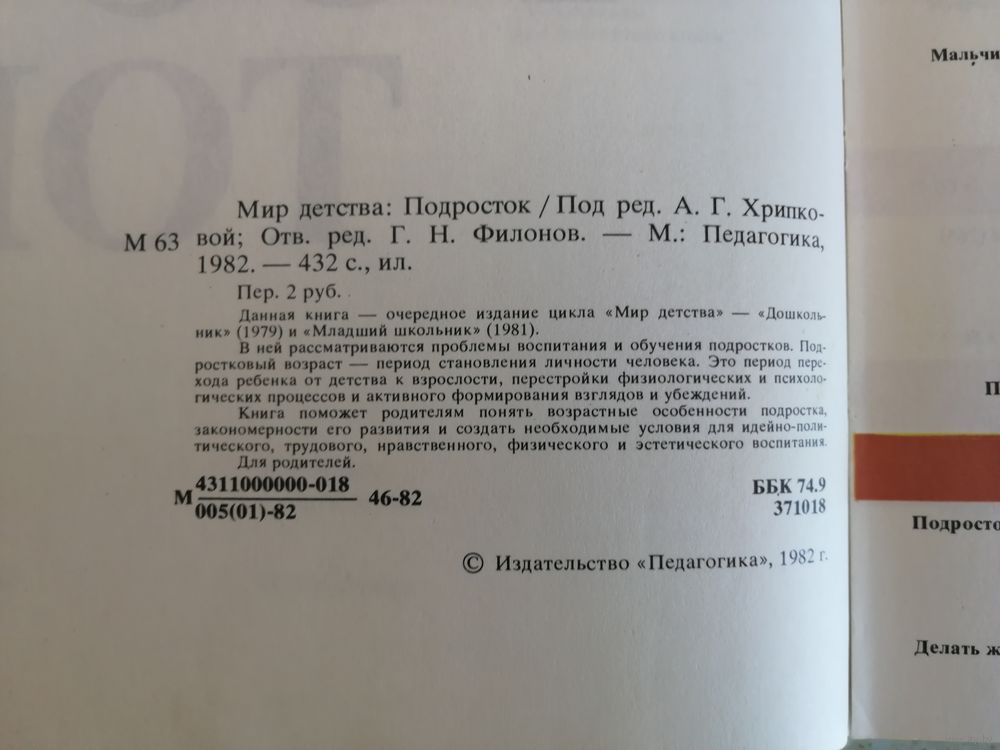 Мир детства: Подросток / Под ред. А. Г. Хрипко-
М 63 вой; Отв. ред. Г. Н. Филонов. — М.: Педагогика,
1982. — 432 с., ил.
Пер. 2 руб.
Данная книга — очередное издание цикла «Мир детства» — «Дошколь-
ник» (1979) и «Младший школьник» (1981).
В ней рассматриваются проблемы воспитания и обучения подростков. Под-
ростковый возраст — период становления личности человека. Это период пере-
хода ребенка от детства к взрослости, перестройки физиологических и психоло-
гических процессов и активного формирования взглядов и убеждений.
Книга поможет родителям понять возрастные особенности подростка,
закономерности его развития и создать необходимые условия для идейно-поли-
тического, трудового, нравственного, физического и эстетического воспитания.
Для родителей.
М 4311000000-018
005(01)-82 46-82
ББК 74.9
371018
© Издательство «Педагогика», 1982 г.
Мальчи
П
Подросто
Делать ж